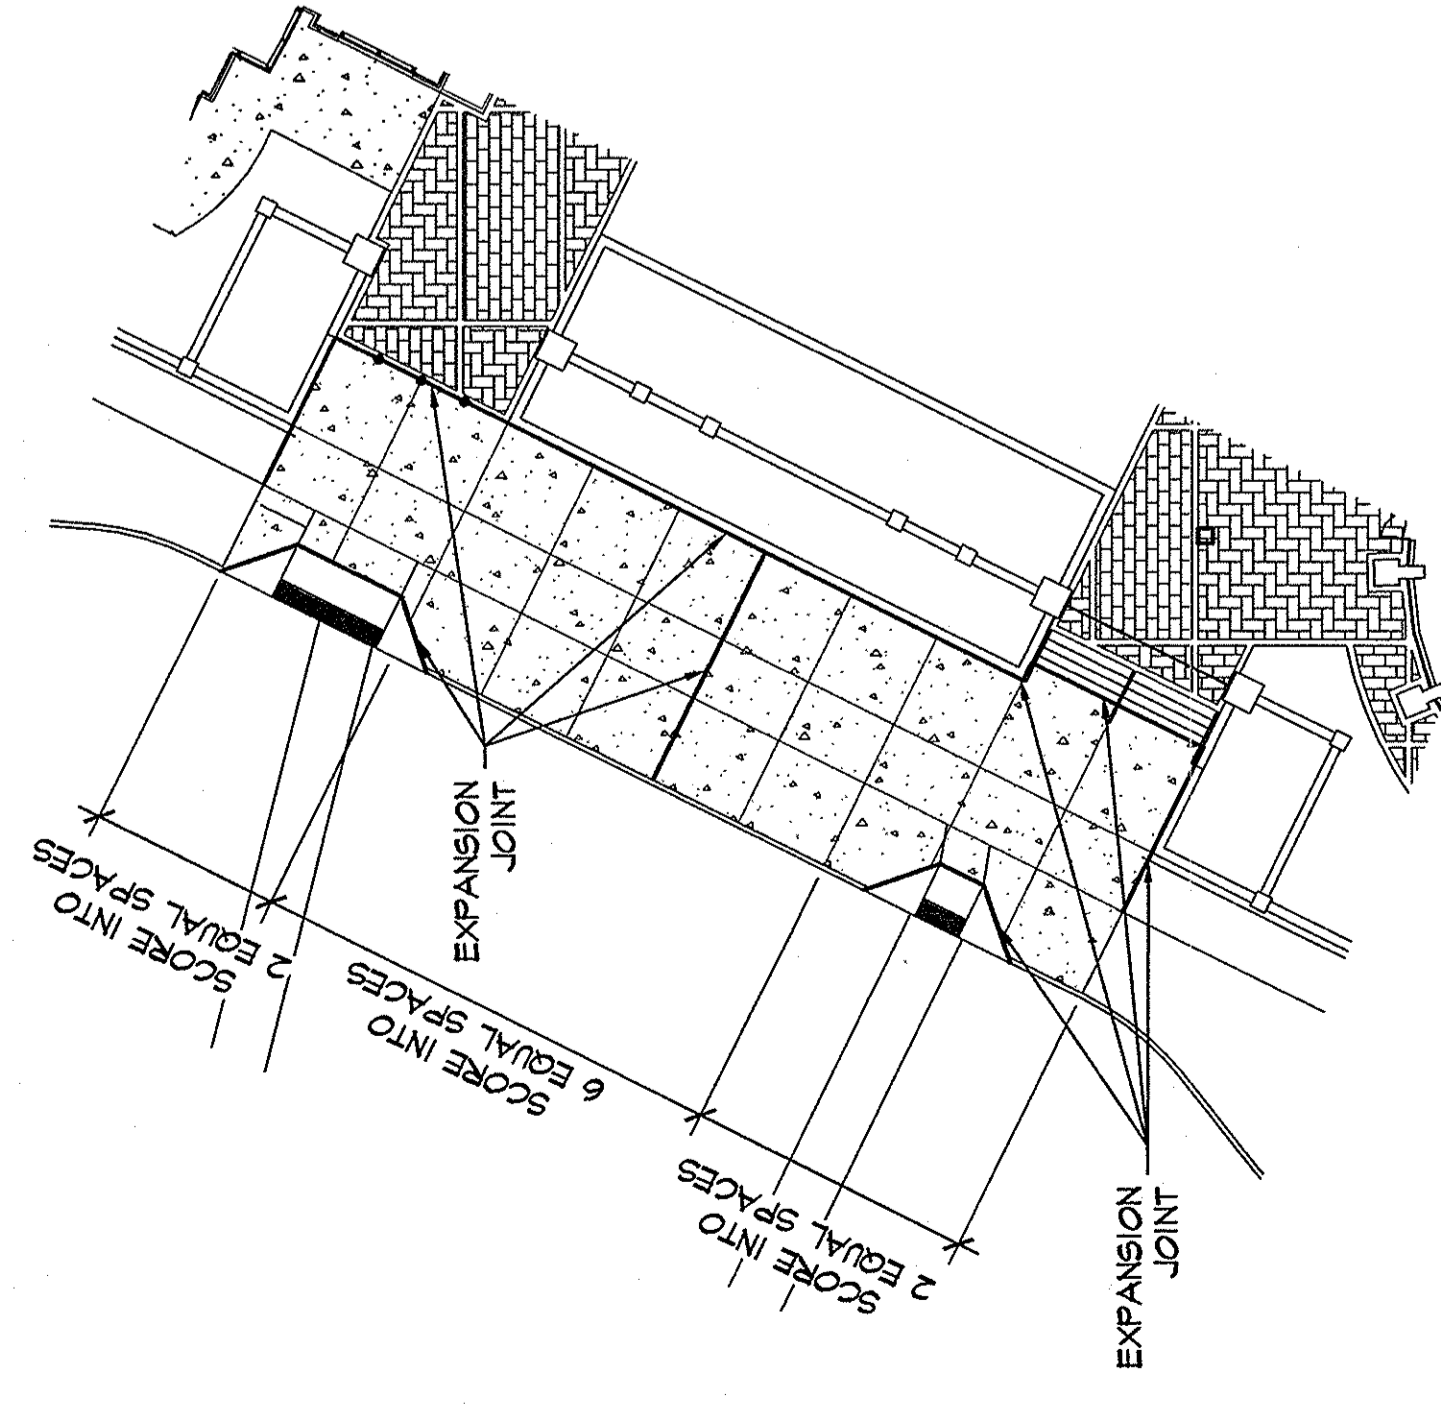 SCORE INTO
2 EQUAL SPACES
SCORE INTO
6 EQUAL SPACES
SCORE INTO
2 EQUAL SPACES
EXPANSION
JOINT
EXPANSION
JOINT